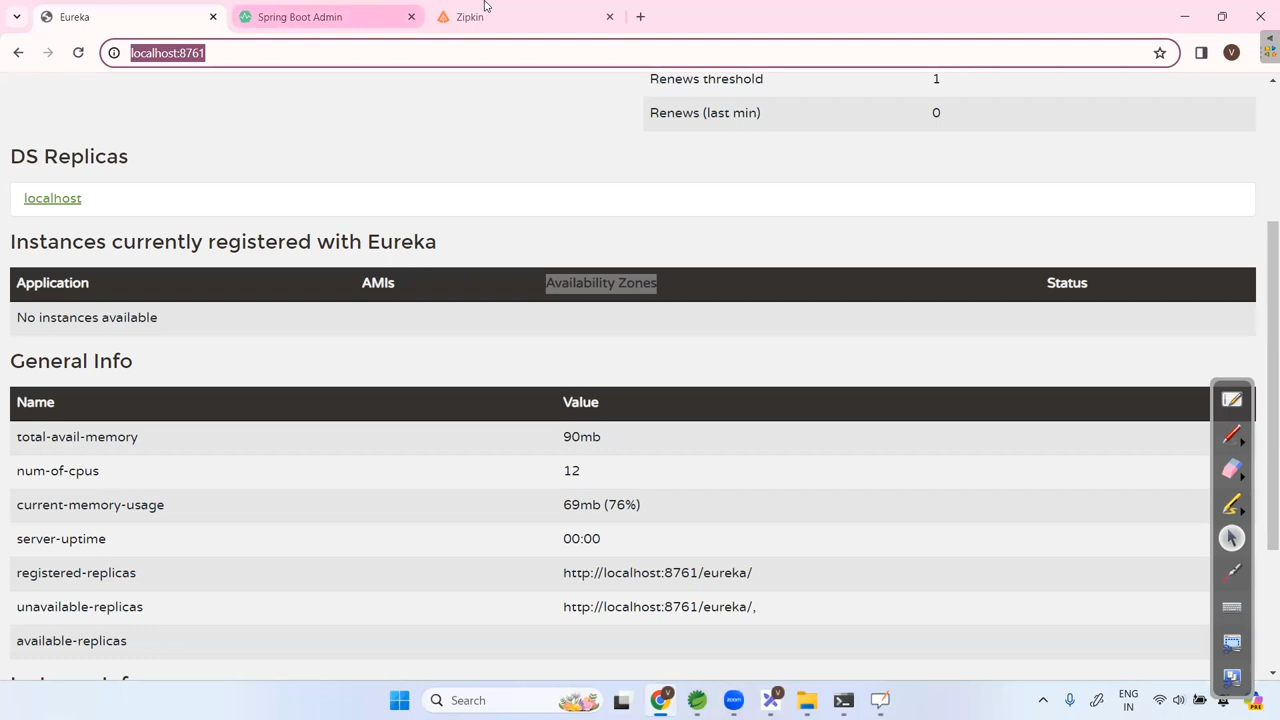 Eureka
Spring Boot Admin
Zipkin
localhost:8761
V
Renews threshold 1
Renews (last min) 0
DS Replicas
localhost
Instances currently registered with Eureka
Application AMIs Availability Zones Status
No instances available
General Info
Name Value
total-avail-memory 90mb
num-of-cpus 12
current-memory-usage 69mb (76%)
server-uptime 00:00
registered-replicas http://localhost:8761/eureka/
unavailable-replicas http://localhost:8761/eureka/,
available-replicas
Search
V
V
ENG
IN
PRE